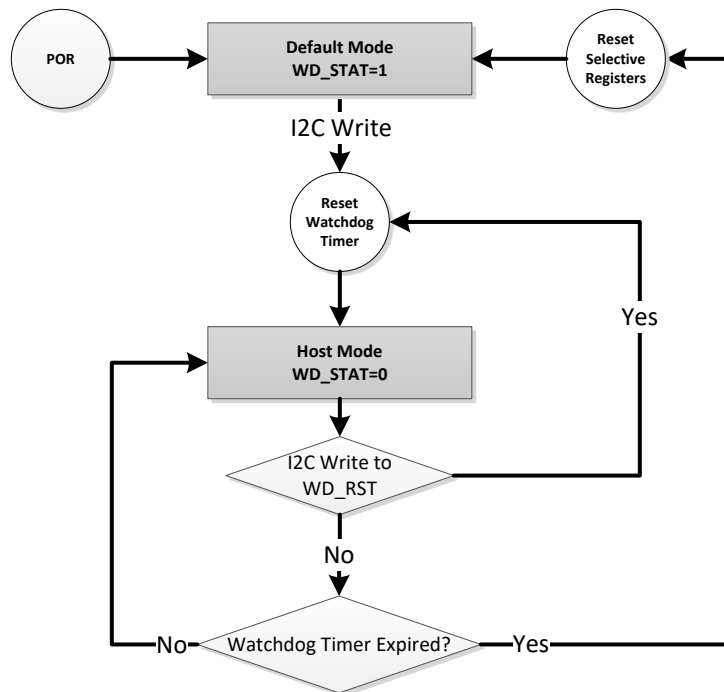 POR
Default Mode
WD_STAT=1
Reset
Selective
Registers
I2C Write
Reset
Watchdog
Timer
Yes
Host Mode
WD_STAT=0
I2C Write to
WD_RST
No
No
Watchdog Timer Expired?
Yes